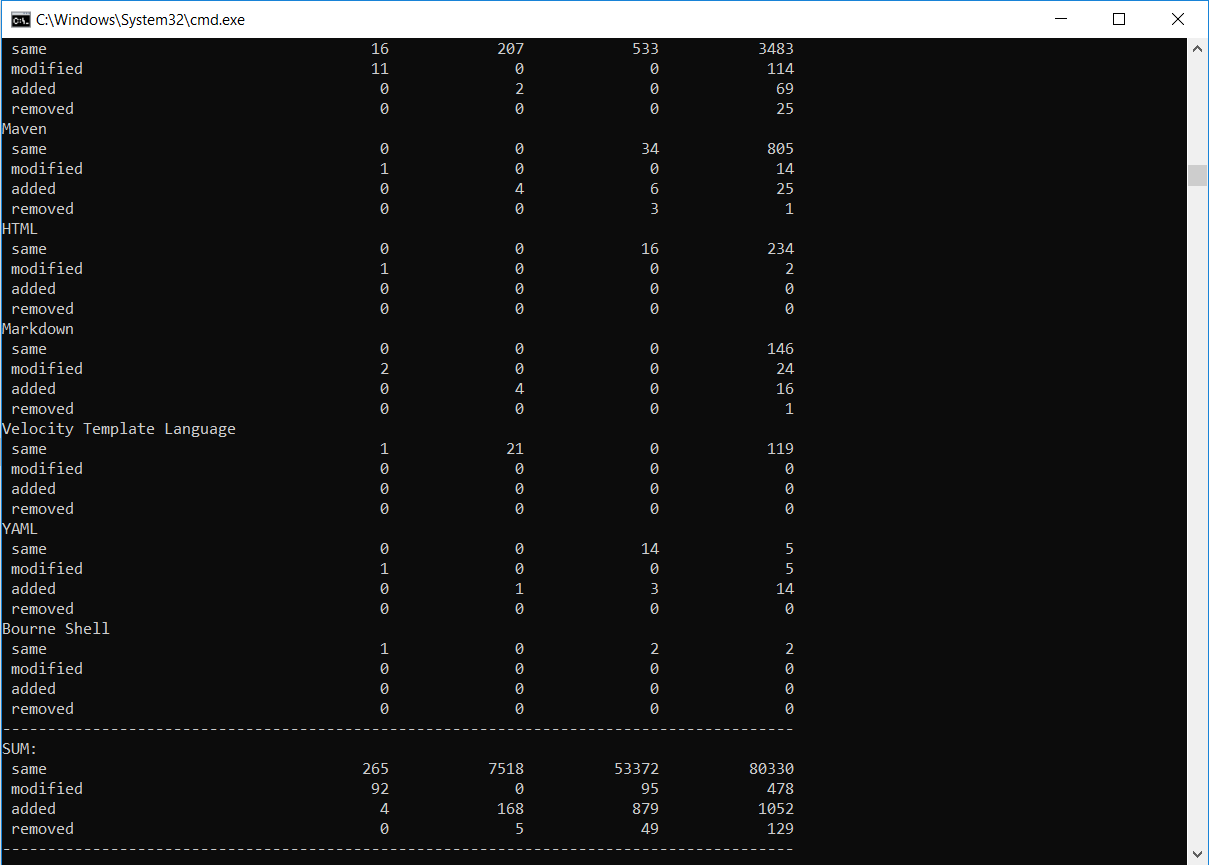 C:\Windows\System32\cmd.exe
same 16 207 533 3483
modified 11 0 0 114
added 0 2 0 69
removed 0 0 0 25
Maven
same 0 0 34 805
modified 1 0 0 14
added 0 4 6 25
removed 0 0 3 1
HTML
same 0 0 16 234
modified 1 0 0 2
added 0 0 0 0
removed 0 0 0 0
Markdown
same 0 0 0 146
modified 2 0 0 24
added 0 4 0 16
removed 0 0 0 1
Velocity Template Language
same 1 21 0 119
modified 0 0 0 0
added 0 0 0 0
removed 0 0 0 0
YAML
same 0 0 14 5
modified 1 0 0 5
added 0 1 3 14
removed 0 0 0 0
Bourne Shell
same 1 0 2 2
modified 0 0 0 0
added 0 0 0 0
removed 0 0 0 0
----------------------------------------------------------------------------------------
SUM:
same 265 7518 53372 80330
modified 92 0 95 478
added 4 168 879 1052
removed 0 5 49 129
----------------------------------------------------------------------------------------